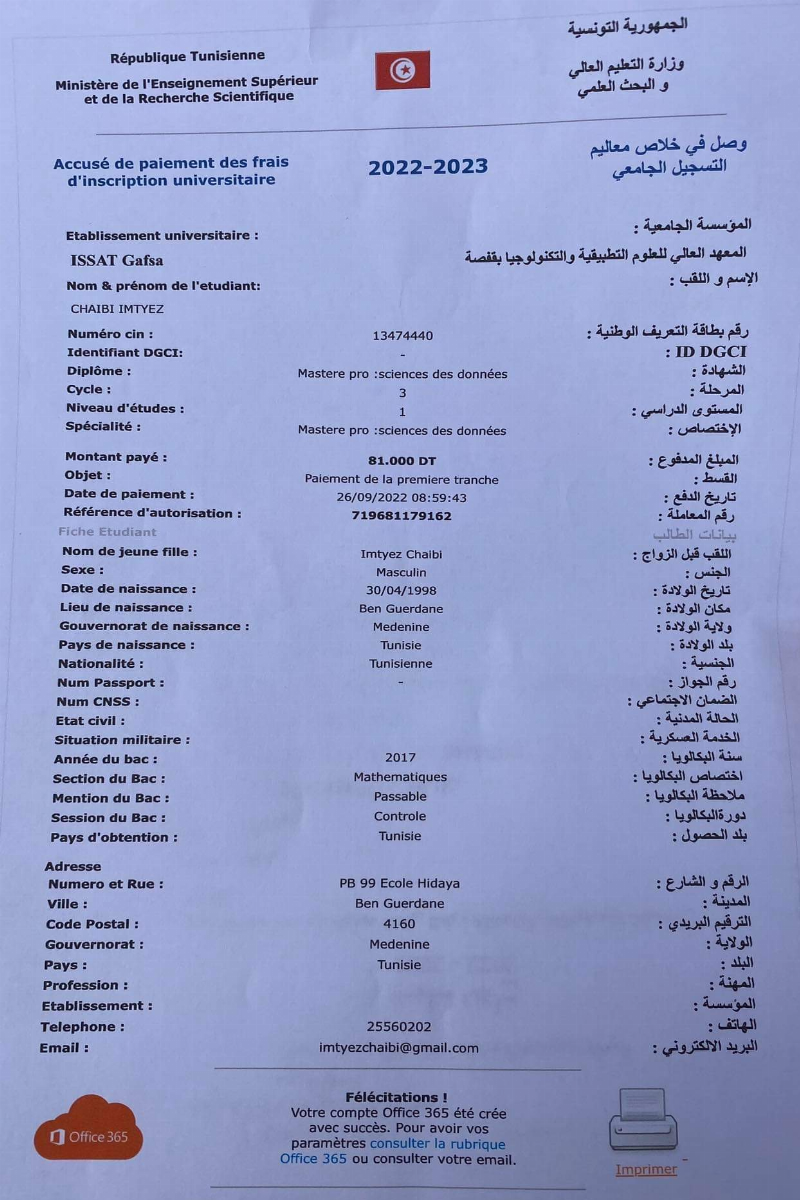 الجمهورية التونسية
République Tunisienne
Ministère de l'Enseignement Supérieur
et de la Recherche Scientifique
وزارة التعليم العالي
و البحث العلمي
Accusé de paiement des frais
d'inscription universitaire
2022-2023
وصل في خلاص معاليم
التسجيل الجامعي
Etablissement universitaire : المؤسسة الجامعية :
ISSAT Gafsa المعهد العالي للعلوم التطبيقية والتكنولوجيا بقفصة
Nom & prénom de l'etudiant: الإسم و اللقب :
CHAIBI IMTYEZ
Numéro cin : 13474440 رقم بطاقة التعريف الوطنية :
Identifiant DGCI: - ID DGCI :
Diplôme : Mastere pro :sciences des données الشهادة :
Cycle : 3 المرحلة :
Niveau d'études : 1 المستوى الدراسي :
Spécialité : Mastere pro :sciences des données الإختصاص :
Montant payé : 81.000 DT المبلغ المدفوع :
Objet : Paiement de la premiere tranche القسط :
Date de paiement : 26/09/2022 08:59:43 تاريخ الدفع :
Référence d'autorisation : 719681179162 رقم المعاملة :
Fiche Etudiant بيانات الطالب
Nom de jeune fille : Imtyez Chaibi اللقب قبل الزواج :
Sexe : Masculin الجنس :
Date de naissance : 30/04/1998 تاريخ الولادة :
Lieu de naissance : Ben Guerdane مكان الولادة :
Gouvernorat de naissance : Medenine ولاية الولادة :
Pays de naissance : Tunisie بلد الولادة :
Nationalité : Tunisienne الجنسية :
Num Passport : - رقم الجواز :
Num CNSS : الضمان الاجتماعي :
Etat civil : الحالة المدنية :
Situation militaire : الخدمة العسكرية :
Année du bac : 2017 سنة البكالويا :
Section du Bac : Mathematiques اختصاص البكالويا :
Mention du Bac : Passable ملاحظة البكالويا :
Session du Bac : Controle دورةالبكالويا :
Pays d'obtention : Tunisie بلد الحصول :
Adresse
Numero et Rue : PB 99 Ecole Hidaya الرقم و الشارع :
Ville : Ben Guerdane المدينة :
Code Postal : 4160 الترقيم البريدي :
Gouvernorat : Medenine الولاية :
Pays : Tunisie البلد :
Profession : المهنة :
Etablissement : المؤسسة :
Telephone : 25560202 الهاتف :
Email : imtyezchaibi@gmail.com البريد الالكتروني :
Office 365
Félécitations !
Votre compte Office 365 été crée
avec succès. Pour avoir vos
paramètres consulter la rubrique
Office 365 ou consulter votre email.
Imprimer